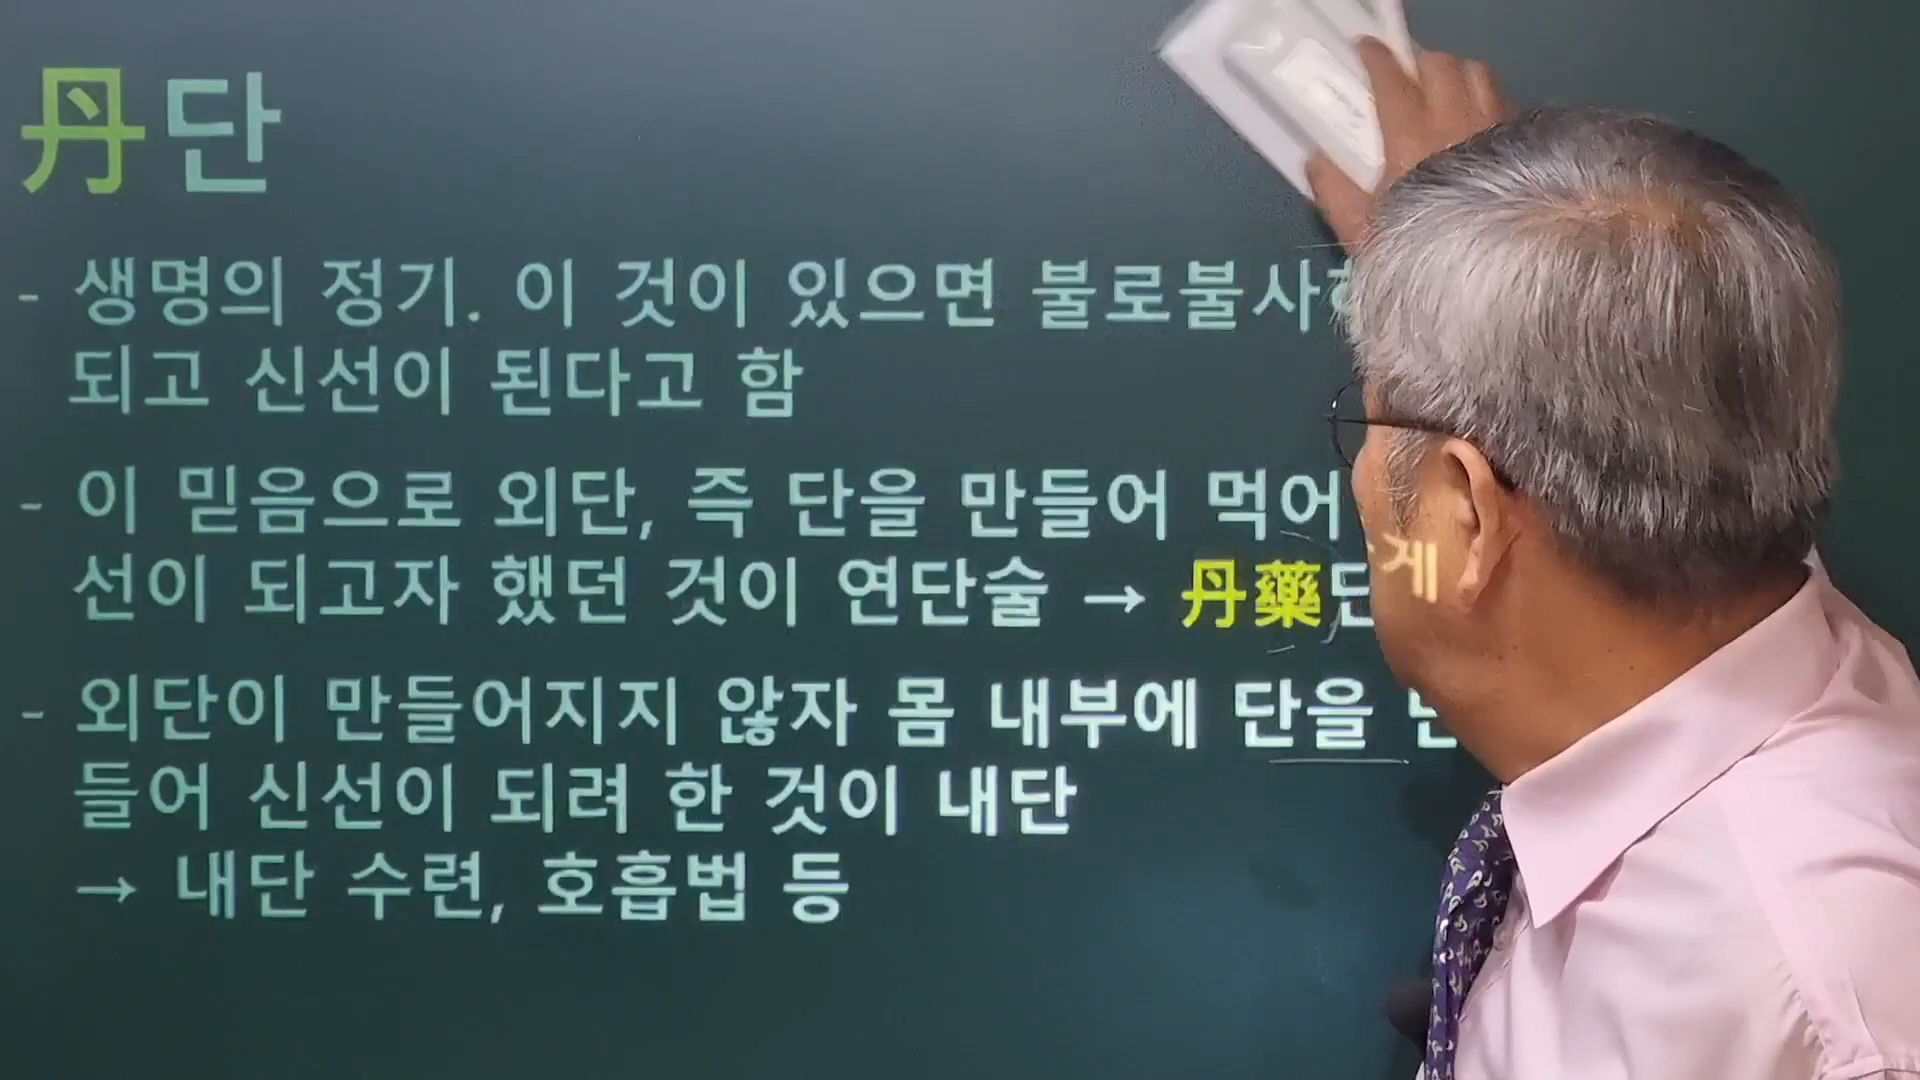 丹단
- 생명의 정기. 이 것이 있으면 불로불사
되고 신선이 된다고 함
- 이 믿음으로 외단, 즉 단을 만들어 먹어
선이 되고자 했던 것이 연단술 → 丹藥
- 외단이 만들어지지 않자 몸 내부에 단을
들어 신선이 되려 한 것이 내단
→ 내단 수련, 호흡법 등